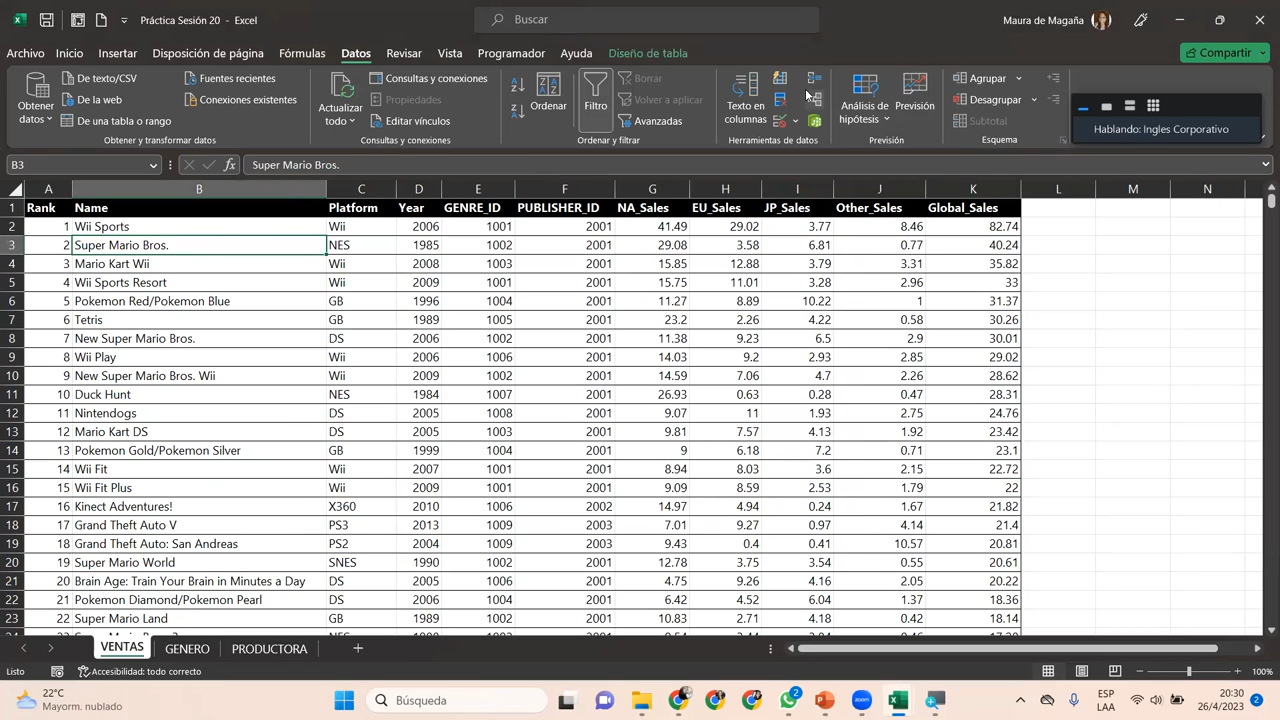 Práctica Sesión 20 - Excel
Buscar
Maura de Magaña
Archivo Inicio Insertar Disposición de página Fórmulas Datos Revisar Vista Programador Ayuda Diseño de tabla
Compartir
Obtener datos
De texto/CSV
De la web
De una tabla o rango
Fuentes recientes
Conexiones existentes
Obtener y transformar datos
Actualizar todo
Consultas y conexiones
Propiedades
Editar vínculos
Consultas y conexiones
Ordenar
Filtro
Borrar
Volver a aplicar
Avanzadas
Ordenar y filtrar
Texto en columnas
Herramientas de datos
Análisis de hipótesis
Previsión
Previsión
Agrupar
Desagrupar
Subtotal
Esquema
Hablando: Ingles Corporativo
B3 fx Super Mario Bros.
A B C D E F G H I J K L M N
1 Rank Name Platform Year GENRE_ID PUBLISHER_ID NA_Sales EU_Sales JP_Sales Other_Sales Global_Sales
2 1 Wii Sports Wii 2006 1001 2001 41.49 29.02 3.77 8.46 82.74
3 2 Super Mario Bros. NES 1985 1002 2001 29.08 3.58 6.81 0.77 40.24
4 3 Mario Kart Wii Wii 2008 1003 2001 15.85 12.88 3.79 3.31 35.82
5 4 Wii Sports Resort Wii 2009 1001 2001 15.75 11.01 3.28 2.96 33
6 5 Pokemon Red/Pokemon Blue GB 1996 1004 2001 11.27 8.89 10.22 1 31.37
7 6 Tetris GB 1989 1005 2001 23.2 2.26 4.22 0.58 30.26
8 7 New Super Mario Bros. DS 2006 1002 2001 11.38 9.23 6.5 2.9 30.01
9 8 Wii Play Wii 2006 1006 2001 14.03 9.2 2.93 2.85 29.02
10 9 New Super Mario Bros. Wii Wii 2009 1002 2001 14.59 7.06 4.7 2.26 28.62
11 10 Duck Hunt NES 1984 1007 2001 26.93 0.63 0.28 0.47 28.31
12 11 Nintendogs DS 2005 1008 2001 9.07 11 1.93 2.75 24.76
13 12 Mario Kart DS DS 2005 1003 2001 9.81 7.57 4.13 1.92 23.42
14 13 Pokemon Gold/Pokemon Silver GB 1999 1004 2001 9 6.18 7.2 0.71 23.1
15 14 Wii Fit Wii 2007 1001 2001 8.94 8.03 3.6 2.15 22.72
16 15 Wii Fit Plus Wii 2009 1001 2001 9.09 8.59 2.53 1.79 22
17 16 Kinect Adventures! X360 2010 1006 2002 14.97 4.94 0.24 1.67 21.82
18 17 Grand Theft Auto V PS3 2013 1009 2003 7.01 9.27 0.97 4.14 21.4
19 18 Grand Theft Auto: San Andreas PS2 2004 1009 2003 9.43 0.4 0.41 10.57 20.81
20 19 Super Mario World SNES 1990 1002 2001 12.78 3.75 3.54 0.55 20.61
21 20 Brain Age: Train Your Brain in Minutes a Day DS 2005 1006 2001 4.75 9.26 4.16 2.05 20.22
22 21 Pokemon Diamond/Pokemon Pearl DS 2006 1004 2001 6.42 4.52 6.04 1.37 18.36
23 22 Super Mario Land GB 1989 1002 2001 10.83 2.71 4.18 0.42 18.14
VENTAS GENERO PRODUCTORA
Listo Accesibilidad: todo correcto 100%
22°C
Mayorm. nublado
Búsqueda
2
zoom
ESP
LAA
20:30
26/4/2023